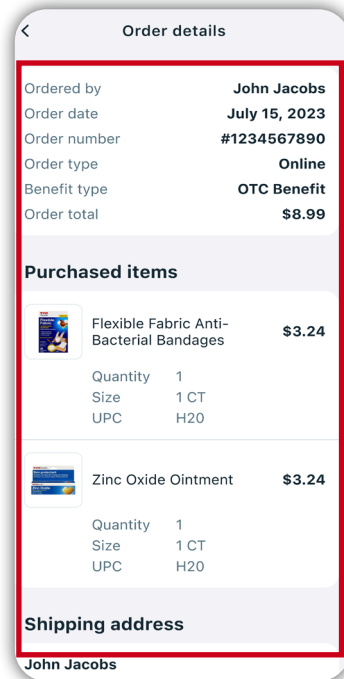 Order details
Ordered by John Jacobs
Order date July 15, 2023
Order number #1234567890
Order type Online
Benefit type OTC Benefit
Order total $8.99
Purchased items
Flexible Fabric Anti-
Bacterial Bandages $3.24
Quantity 1
Size 1 CT
UPC H20
Zinc Oxide Ointment $3.24
Quantity 1
Size 1 CT
UPC H20
Shipping address
John Jacobs